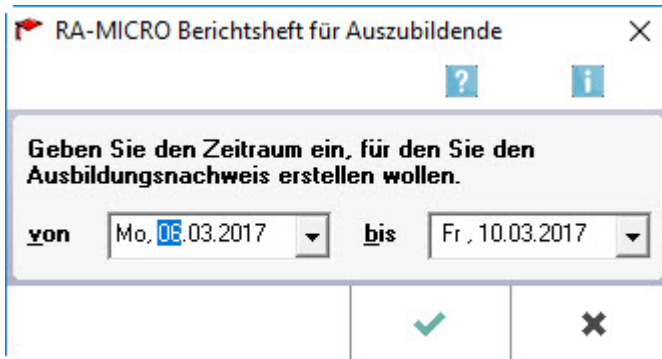 RA-MICRO Berichtsheft für Auszubildende
? i
Geben Sie den Zeitraum ein, für den Sie den
Ausbildungsnachweis erstellen wollen.
von Mo, 06.03.2017 bis Fr , 10.03.2017